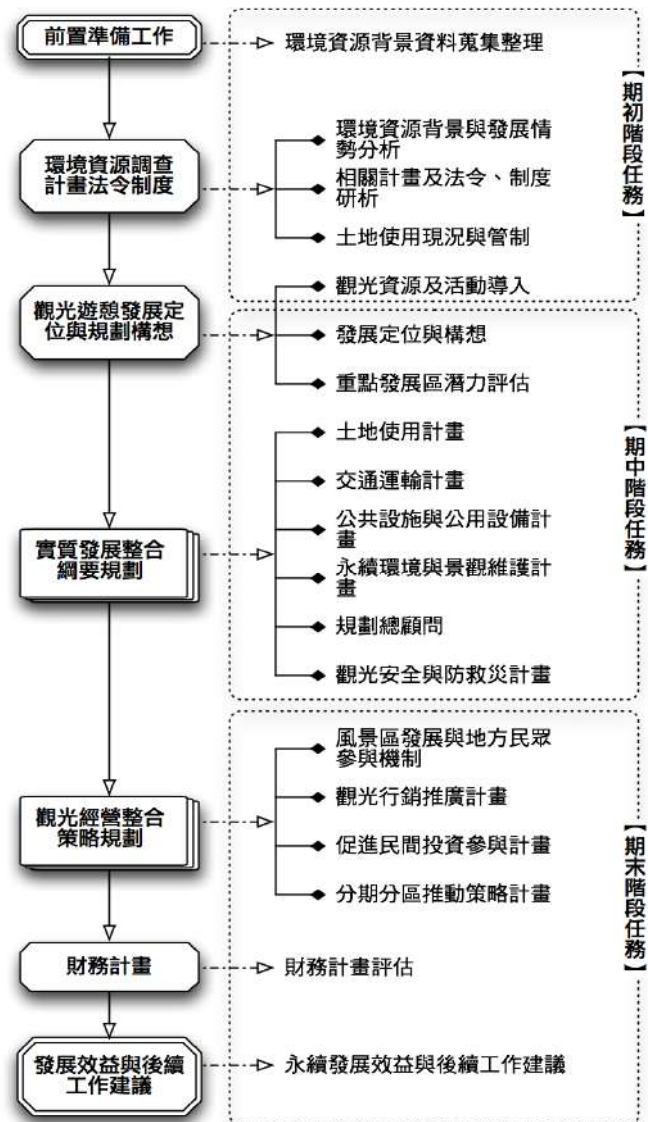 前置準備工作
環境資源背景資料蒐集整理
環境資源調查
計畫法令制度
環境資源背景與發展情
勢分析
相關計畫及法令、制度
研析
土地使用現況與管制
【期初階段任務】
觀光遊憩發展定
位與規劃構想
觀光資源及活動導入
發展定位與構想
重點發展區潛力評估
實質發展整合
綱要規劃
土地使用計畫
交通運輸計畫
公共設施與公用設備計
畫
永續環境與景觀維護計
畫
規劃總顧問
觀光安全與防救災計畫
【期中階段任務】
觀光經營整合
策略規劃
風景區發展與地方民眾
參與機制
觀光行銷推廣計畫
促進民間投資參與計畫
分期分區推動策略計畫
【期末階段任務】
財務計畫
財務計畫評估
發展效益與後續
工作建議
永續發展效益與後續工作建議